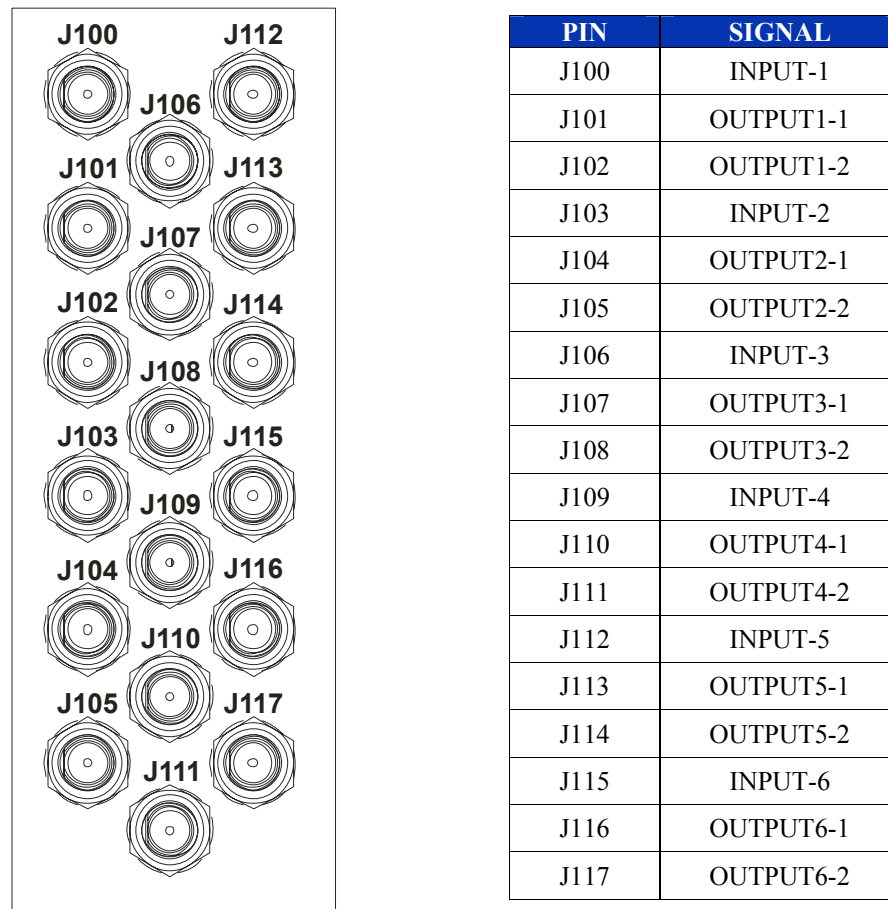 J100 J112
J106
J101 J113
J107
J102 J114
J108
J103 J115
J109
J104 J116
J110
J105 J117
J111
PIN SIGNAL
J100 INPUT-1
J101 OUTPUT1-1
J102 OUTPUT1-2
J103 INPUT-2
J104 OUTPUT2-1
J105 OUTPUT2-2
J106 INPUT-3
J107 OUTPUT3-1
J108 OUTPUT3-2
J109 INPUT-4
J110 OUTPUT4-1
J111 OUTPUT4-2
J112 INPUT-5
J113 OUTPUT5-1
J114 OUTPUT5-2
J115 INPUT-6
J116 OUTPUT6-1
J117 OUTPUT6-2